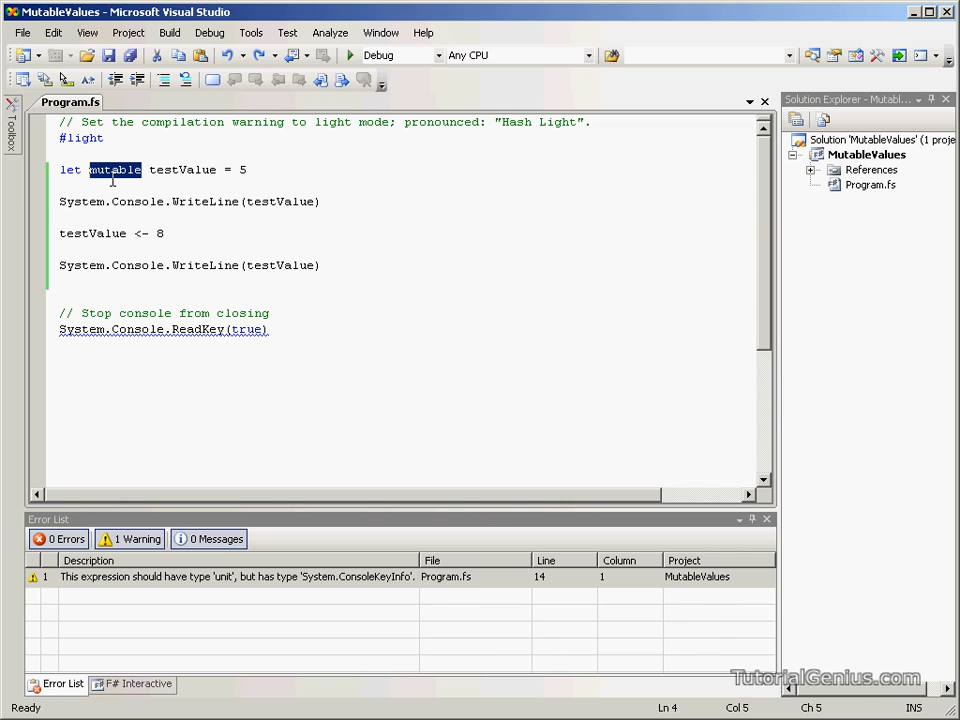 MutableValues - Microsoft Visual Studio
File Edit View Project Build Debug Tools Test Analyze Window Help
Debug Any CPU
Toolbox
Program.fs
// Set the compilation warning to light mode; pronounced: "Hash Light".
#light
let mutable testValue = 5
System.Console.WriteLine(testValue)
testValue <- 8
System.Console.WriteLine(testValue)
// Stop console from closing
System.Console.ReadKey(true)
Solution Explorer - Mutabl...
Solution 'MutableValues' (1 proje
MutableValues
References
Program.fs
Error List
0 Errors 1 Warning 0 Messages
Description File Line Column Project
1 This expression should have type 'unit', but has type 'System.ConsoleKeyInfo'. Program.fs 14 1 MutableValues
Error List F# Interactive
TutorialGenius.com
Ready Ln 4 Col 5 Ch 5 INS